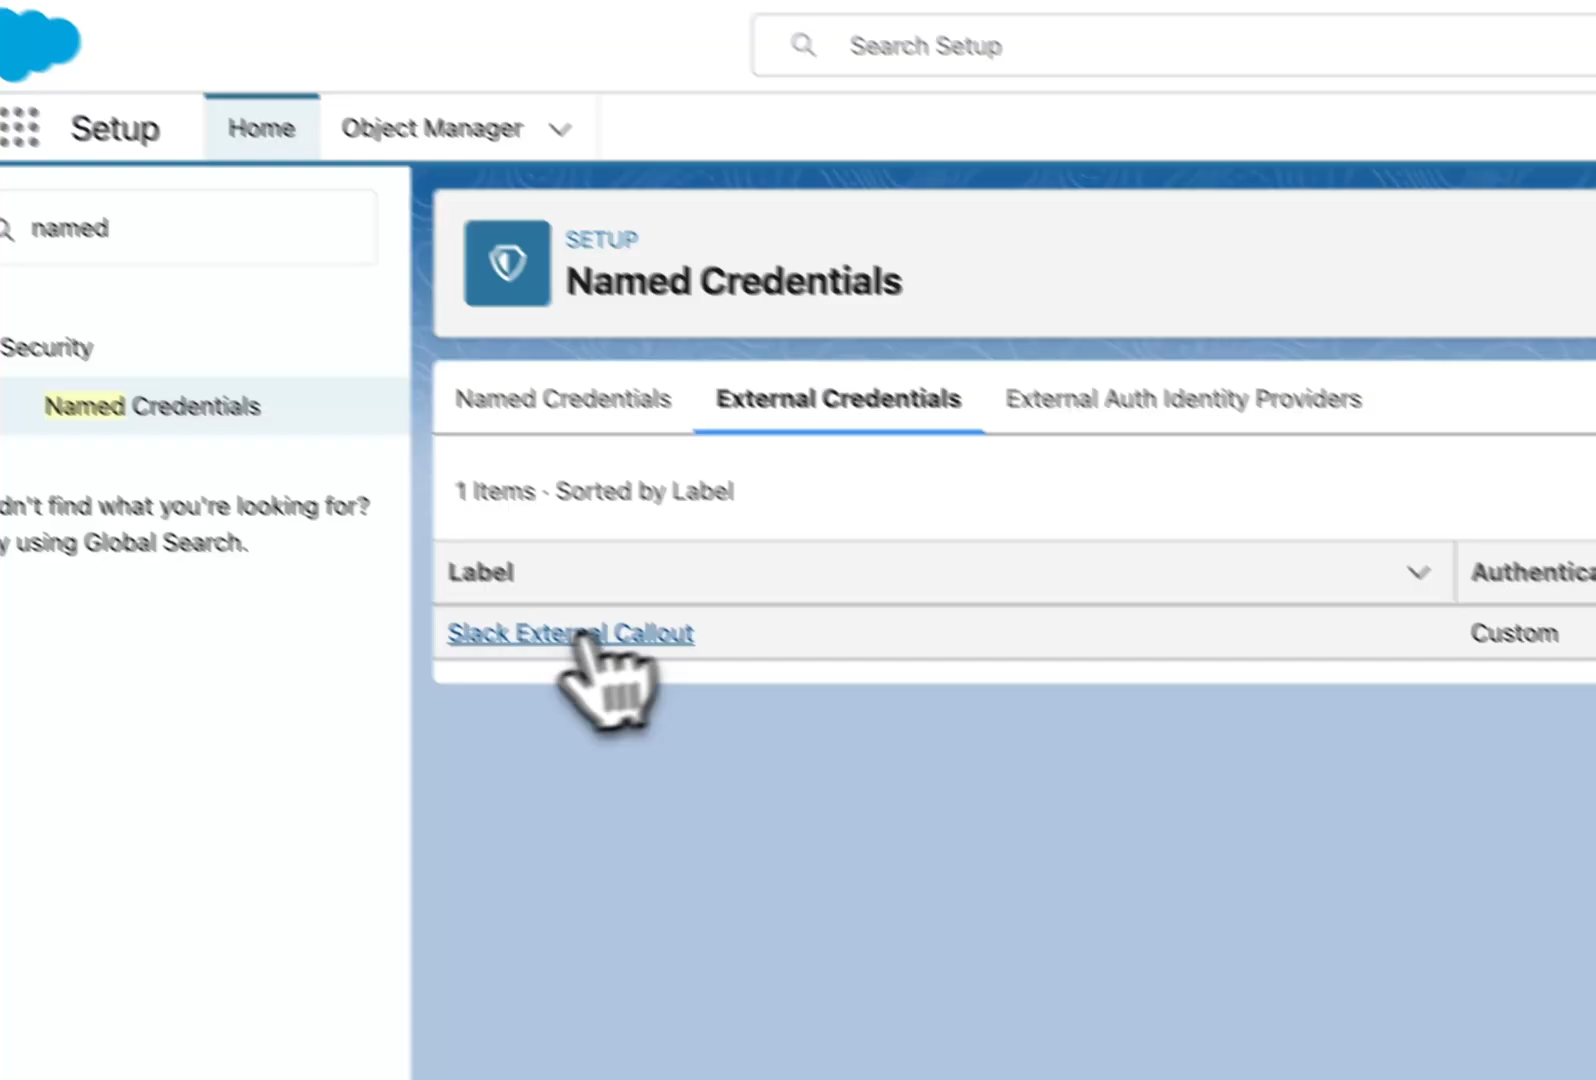 Search Setup
Setup
Home
Object Manager
named
SETUP
Named Credentials
Security
Named Credentials
Named Credentials
External Credentials
External Auth Identity Providers
1 Items · Sorted by Label
dn't find what you're looking for?
y using Global Search.
Label
Authentica
Slack External Callout
Custom